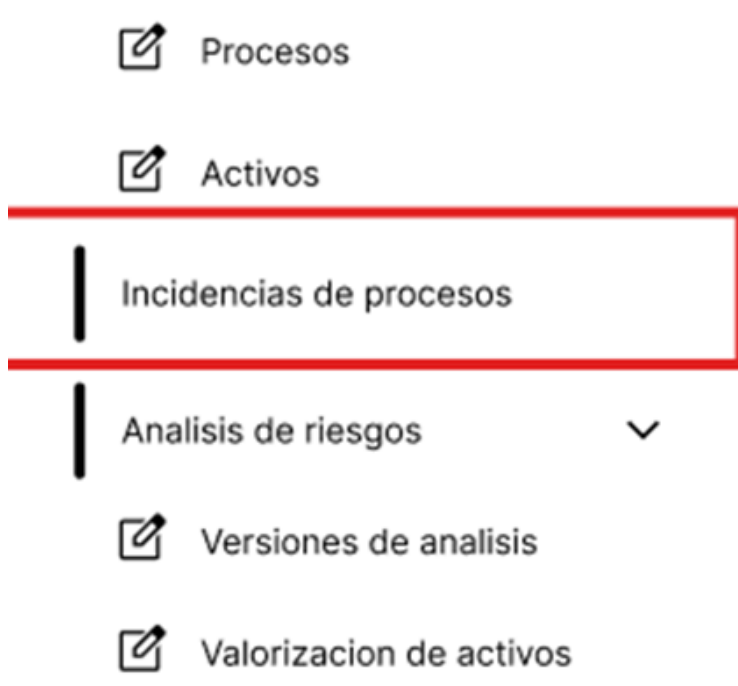 Procesos
Activos
Incidencias de procesos
Analisis de riesgos
Versiones de analisis
Valorizacion de activos